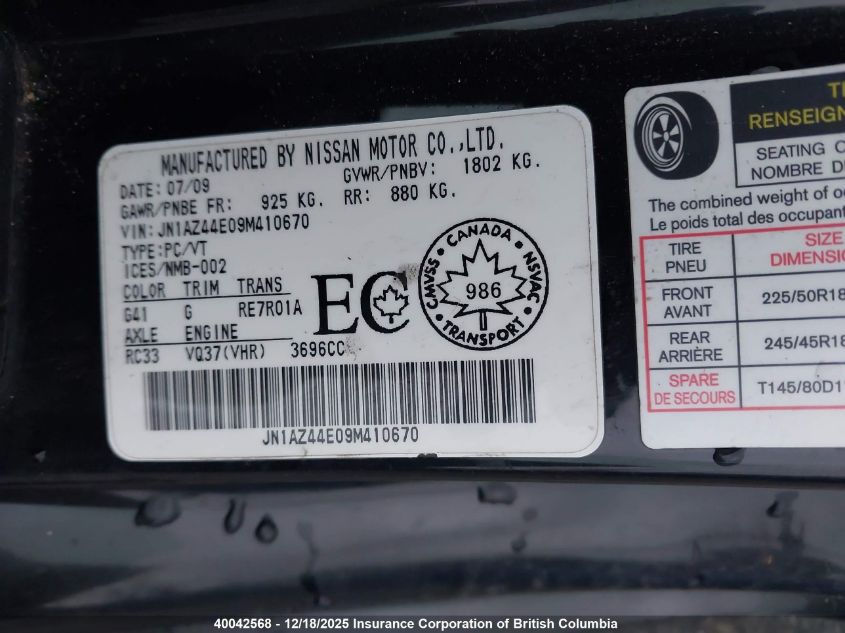 MANUFACTURED BY NISSAN MOTOR CO.,LTD.
DATE: 07/09 GVWR/PNBV: 1802 KG.
GAWR/PNBE FR: 925 KG. RR: 880 KG.
VIN: JN1AZ44E09M410670
TYPE:PC/VT
ICES/NMB-002
COLOR TRIM TRANS
G41 G RE7R01A
AXLE ENGINE
RC33 VQ37(VHR) 3696CC
EC
CANADA
CMVSS NSVAC
986
TRANSPORT
JN1AZ44E09M410670
RENSEIGN
SEATING
NOMBRE
The combined weight of
Le poids total des
TIRE SIZE
PNEU
FRONT 225/50R18
AVANT
REAR 245/45R18
ARRIÈRE
SPARE T145/80D1
DE SECOURS
40042568 - 12/18/2025 Insurance Corporation of British Columbia